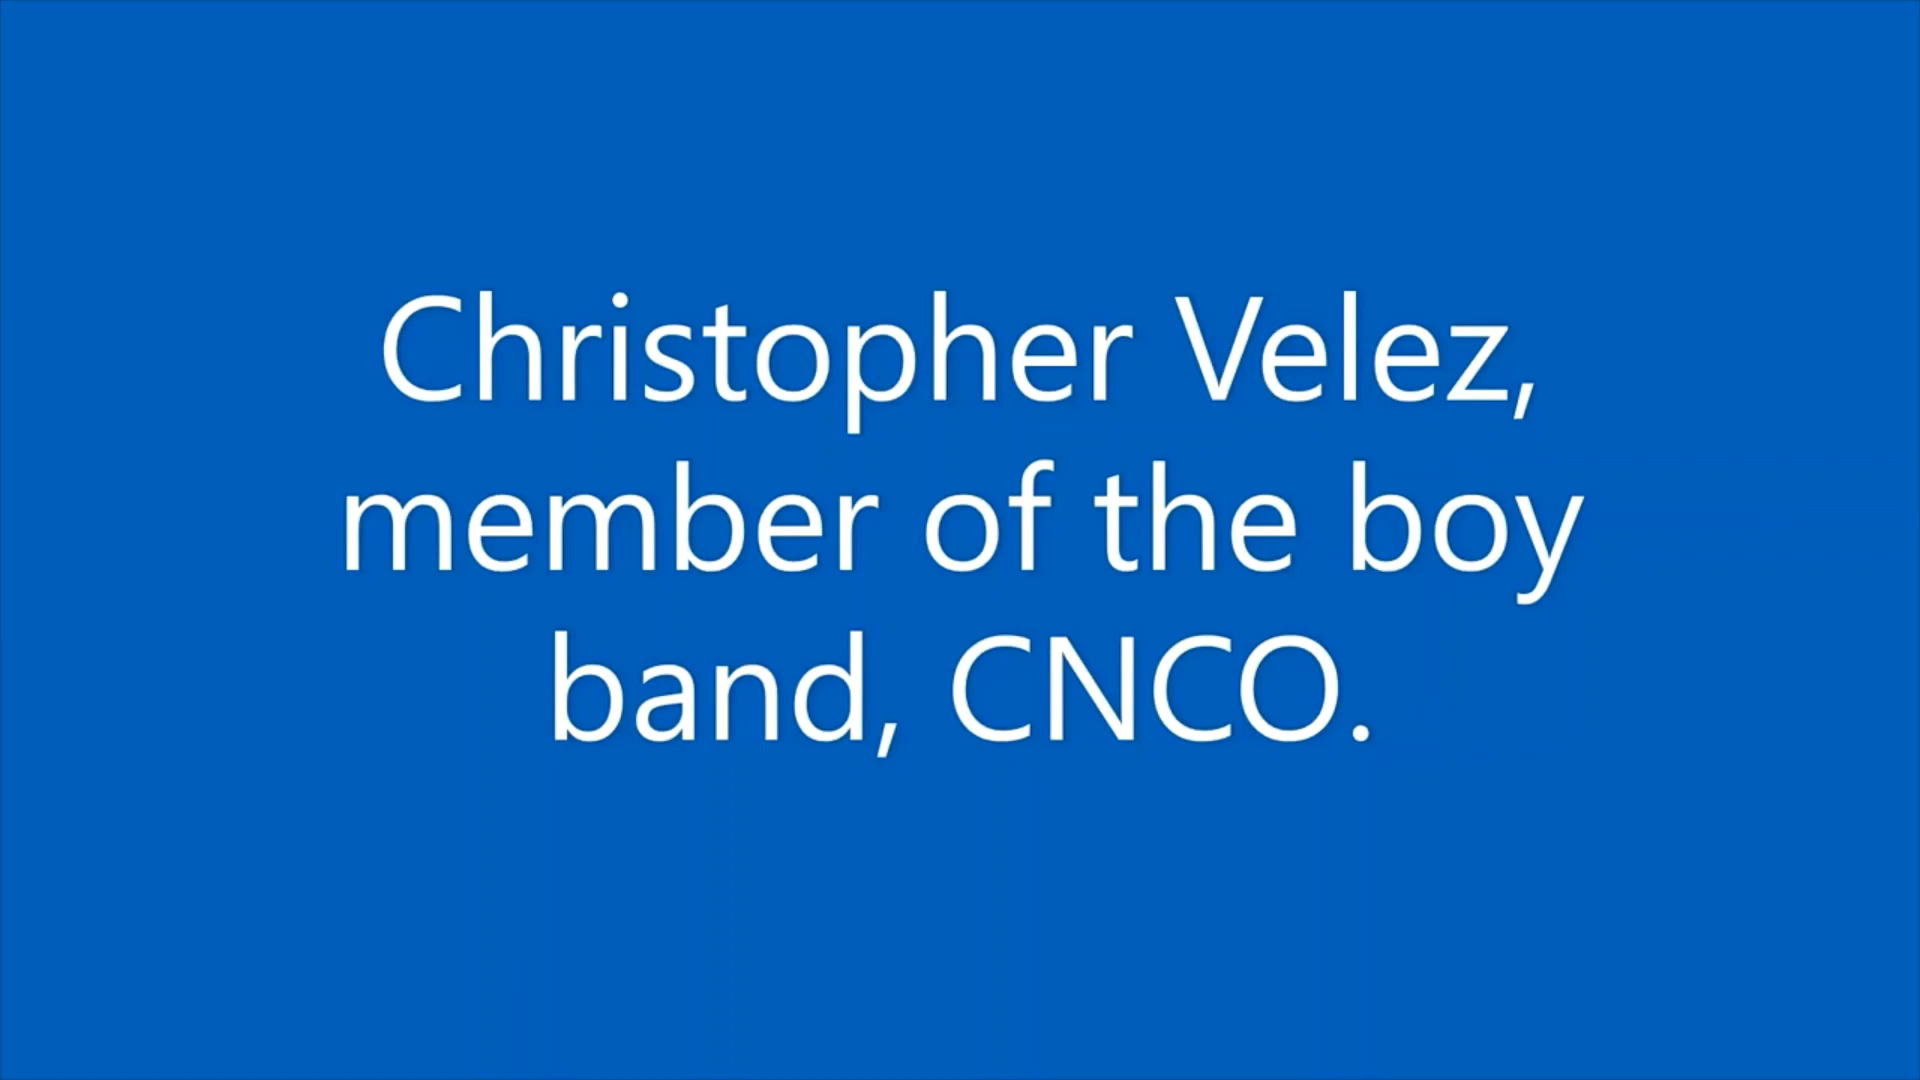 Christopher Velez,
member of the boy
band, CNCO.